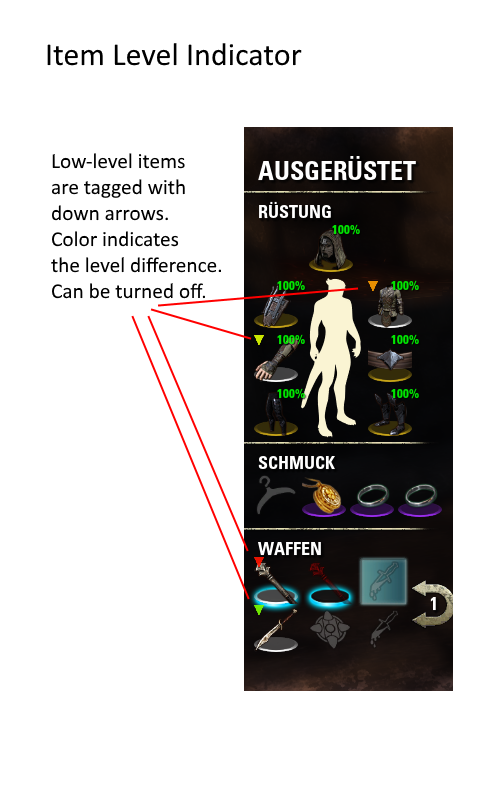 Item Level Indicator
Low-level items
are tagged with
down arrows.
Color indicates
the level difference.
Can be turned off.
AUSGERÜSTET
RÜSTUNG
100%
100%
100%
100%
100%
100%
100%
SCHMUCK
WAFFEN
1